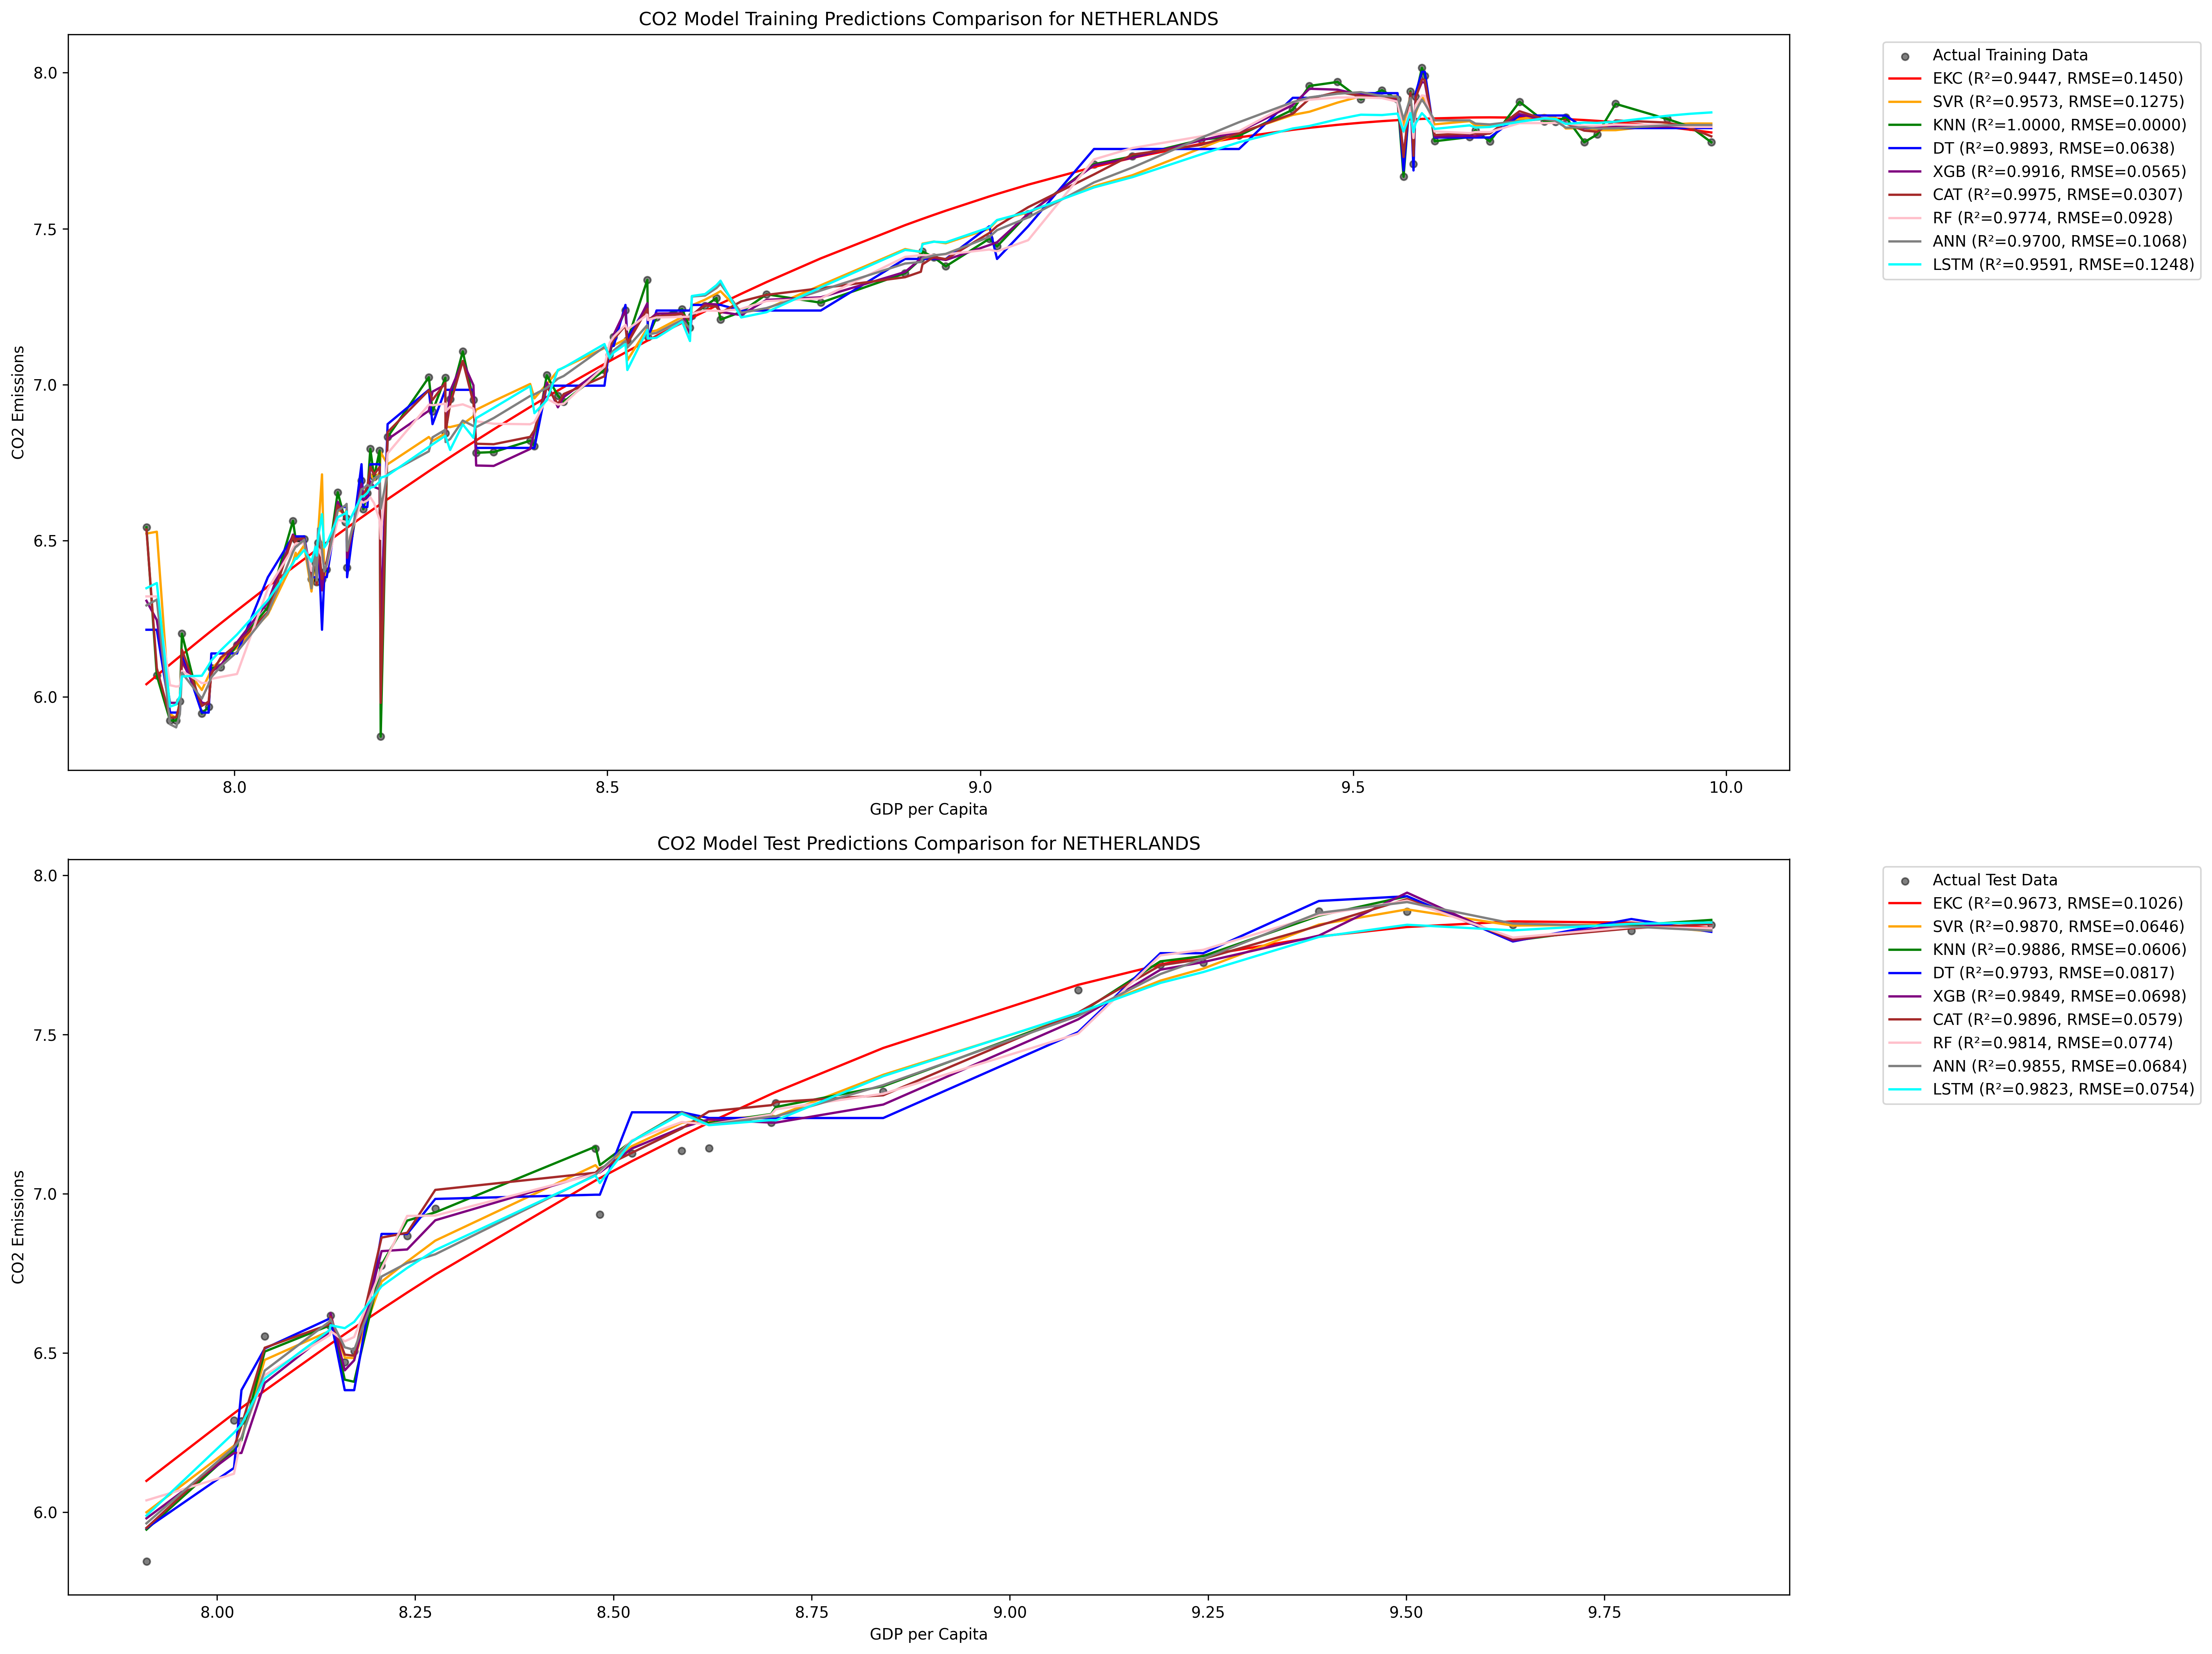 CO2 Model Training Predictions Comparison for NETHERLANDS
Actual Training Data
EKC (R²=0.9447, RMSE=0.1450)
SVR (R²=0.9573, RMSE=0.1275)
KNN (R²=1.0000, RMSE=0.0000)
DT (R²=0.9893, RMSE=0.0638)
XGB (R²=0.9916, RMSE=0.0565)
CAT (R²=0.9975, RMSE=0.0307)
RF (R²=0.9774, RMSE=0.0928)
ANN (R²=0.9700, RMSE=0.1068)
LSTM (R²=0.9591, RMSE=0.1248)
CO2 Emissions
8.0
7.5
7.0
6.5
6.0
8.0 8.5 9.0 9.5 10.0
GDP per Capita
CO2 Model Test Predictions Comparison for NETHERLANDS
Actual Test Data
EKC (R²=0.9673, RMSE=0.1026)
SVR (R²=0.9870, RMSE=0.0646)
KNN (R²=0.9886, RMSE=0.0606)
DT (R²=0.9793, RMSE=0.0817)
XGB (R²=0.9849, RMSE=0.0698)
CAT (R²=0.9896, RMSE=0.0579)
RF (R²=0.9814, RMSE=0.0774)
ANN (R²=0.9855, RMSE=0.0684)
LSTM (R²=0.9823, RMSE=0.0754)
CO2 Emissions
8.0
7.5
7.0
6.5
6.0
8.00 8.25 8.50 8.75 9.00 9.25 9.50 9.75
GDP per Capita